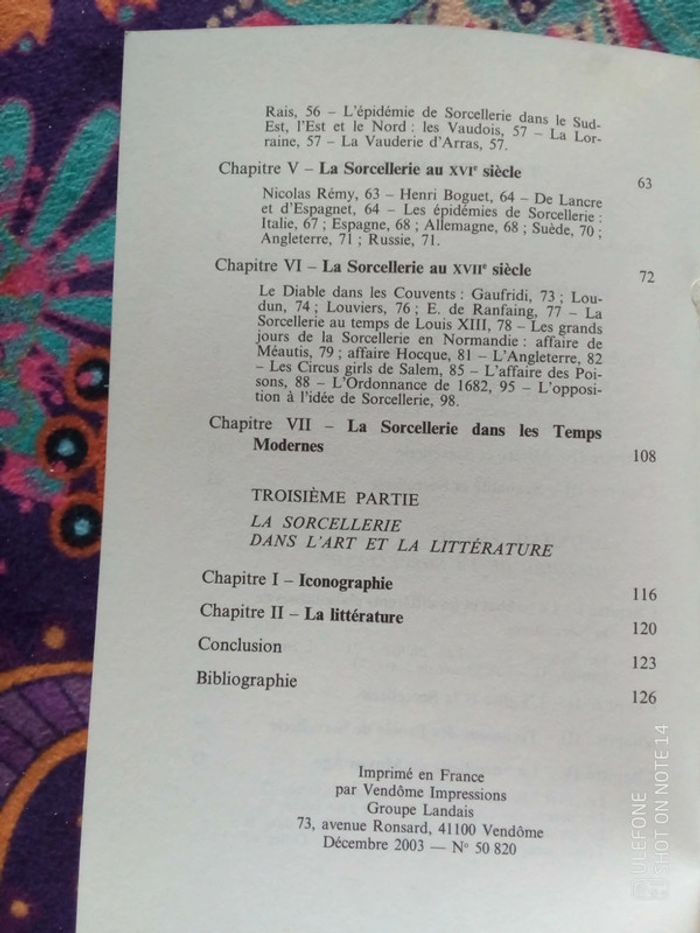 Rais, 56 – L'épidémie de Sorcellerie dans le Sud-
Est, l'Est et le Nord : les Vaudois, 57 – La Lor-
raine, 57 – La Vauderie d'Arras, 57.
Chapitre V – La Sorcellerie au XVIe siècle 63
Nicolas Rémy, 63 – Henri Boguet, 64 – De Lancre
et d'Espagnet, 64 – Les épidémies de Sorcellerie :
Italie, 67 ; Espagne, 68 ; Allemagne, 68 ; Suède, 70 ;
Angleterre, 71 ; Russie, 71.
Chapitre VI – La Sorcellerie au XVIIe siècle 72
Le Diable dans les Couvents : Gaufridi, 73 ; Lou-
dun, 74 ; Louviers, 76 ; E. de Ranfaing, 77 – La
Sorcellerie au temps de Louis XIII, 78 – Les grands
jours de la Sorcellerie en Normandie : affaire de
Méautis, 79 ; affaire Hocque, 81 – L'Angleterre, 82
– Les Circus girls de Salem, 85 – L'affaire des Poi-
sons, 88 – L'Ordonnance de 1682, 95 – L'opposi-
tion à l'idée de Sorcellerie, 98.
Chapitre VII – La Sorcellerie dans les Temps
Modernes 108
TROISIÈME PARTIE
LA SORCELLERIE
DANS L'ART ET LA LITTÉRATURE
Chapitre I – Iconographie 116
Chapitre II – La littérature 120
Conclusion 123
Bibliographie 126
Imprimé en France
par Vendôme Impressions
Groupe Landais
73, avenue Ronsard, 41100 Vendôme
Décembre 2003 — N° 50 820
ULEFONE
SHOT ON NOTE 14